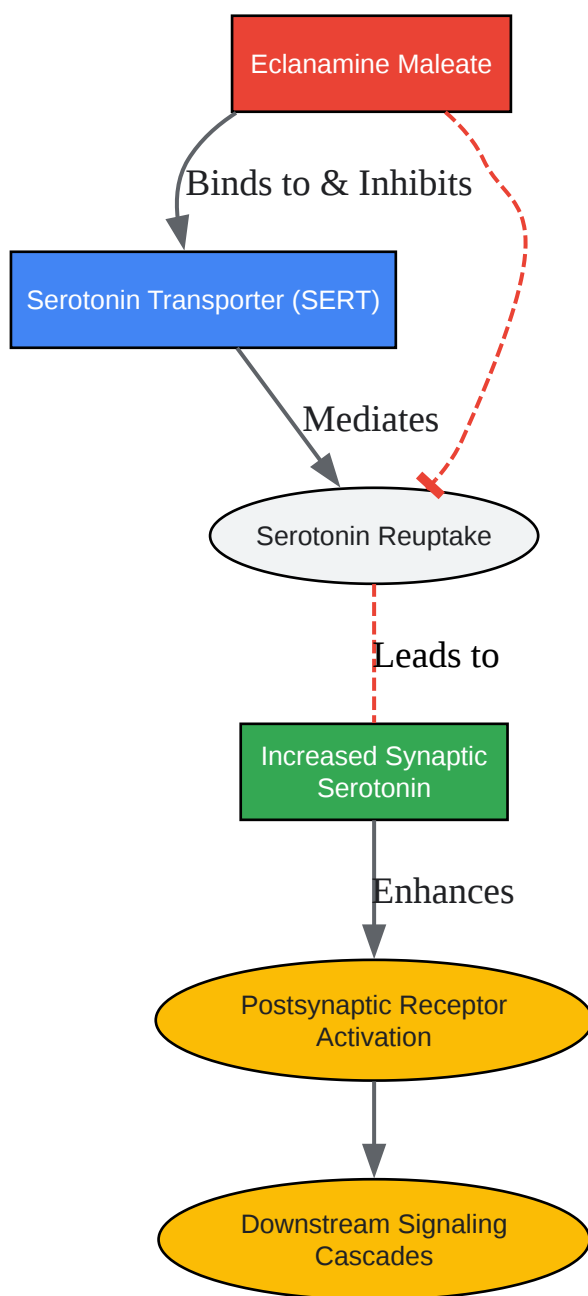 Eclanamine Maleate
Binds to & Inhibits
Serotonin Transporter (SERT)
Mediates
Serotonin Reuptake
Leads to
Increased Synaptic
Serotonin
Enhances
Postsynaptic Receptor
Activation
Downstream Signaling
Cascades